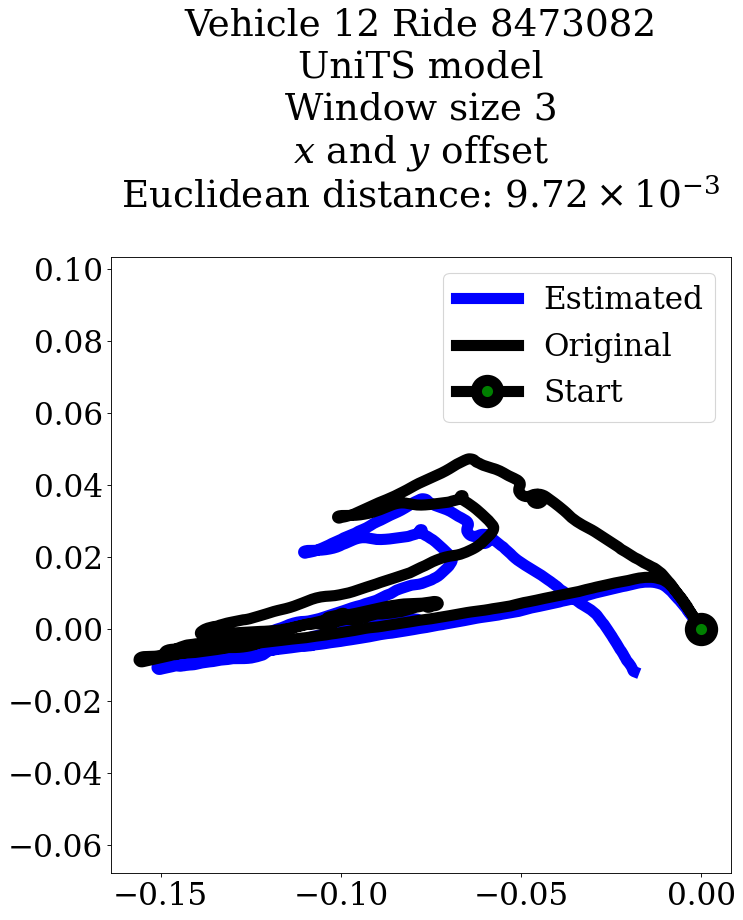 Vehicle 12 Ride 8473082
UniTS model
Window size 3
x and y offset
Euclidean distance: 9.72 × 10⁻³
Estimated
Original
Start
0.10
0.08
0.06
0.04
0.02
0.00
−0.02
−0.04
−0.06
−0.15 −0.10 −0.05 0.00